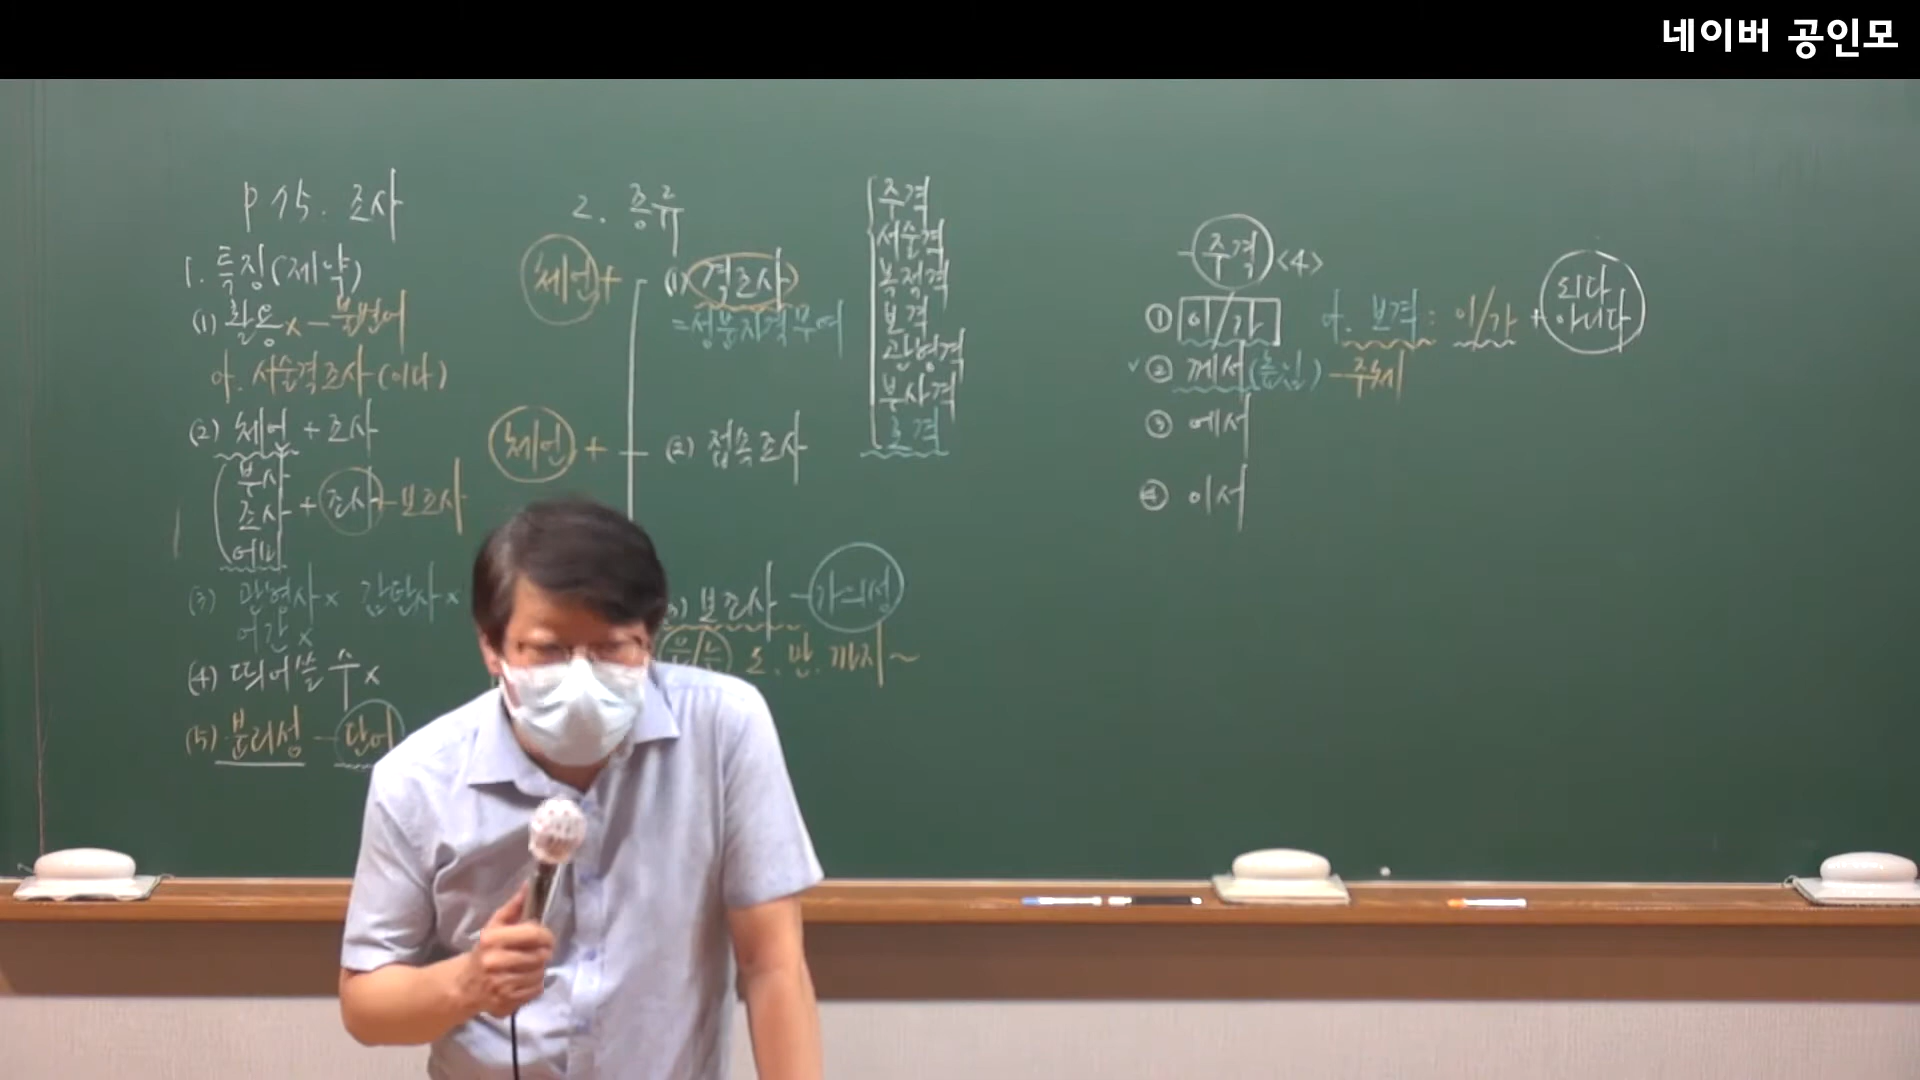 네이버 공인모
P 15. 조사
1. 특징(제약)
(1) 활용 x - 불변어
아. 서술격조사(이다)
(2) 체언 + 조사
부사
조사 + 조사 - 보조사
어미
(3) 관형사 x 감탄사 x
어간 x
(4) 띄어쓸 수 x
(5) 분리성 - 단어
2. 종류
체언 + (1) 격조사
= 성분자격부여
체언 + (2) 접속조사
(3) 보조사 - 가의성
은/는 도. 만. 까지~
주격
서술격
목적격
보격
관형격
부사격
호격
- 주격 <4>
① 이/가 아. 보격 : 이/가 + 되다
아니다
② 께서 (높임) - 주시
③ 에서
④ 이서